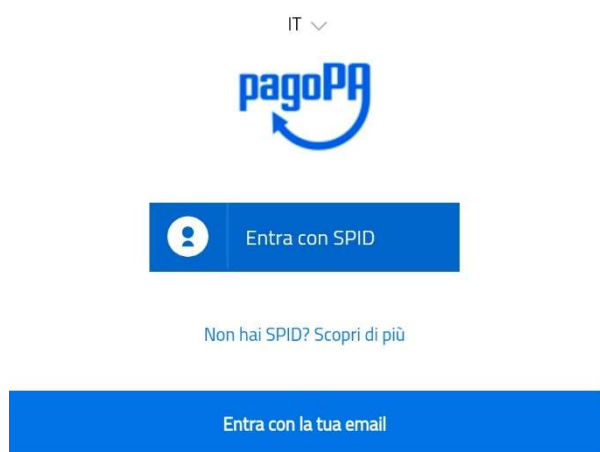 IT
pagoPA
Entra con SPID
Non hai SPID? Scopri di più
Entra con la tua email